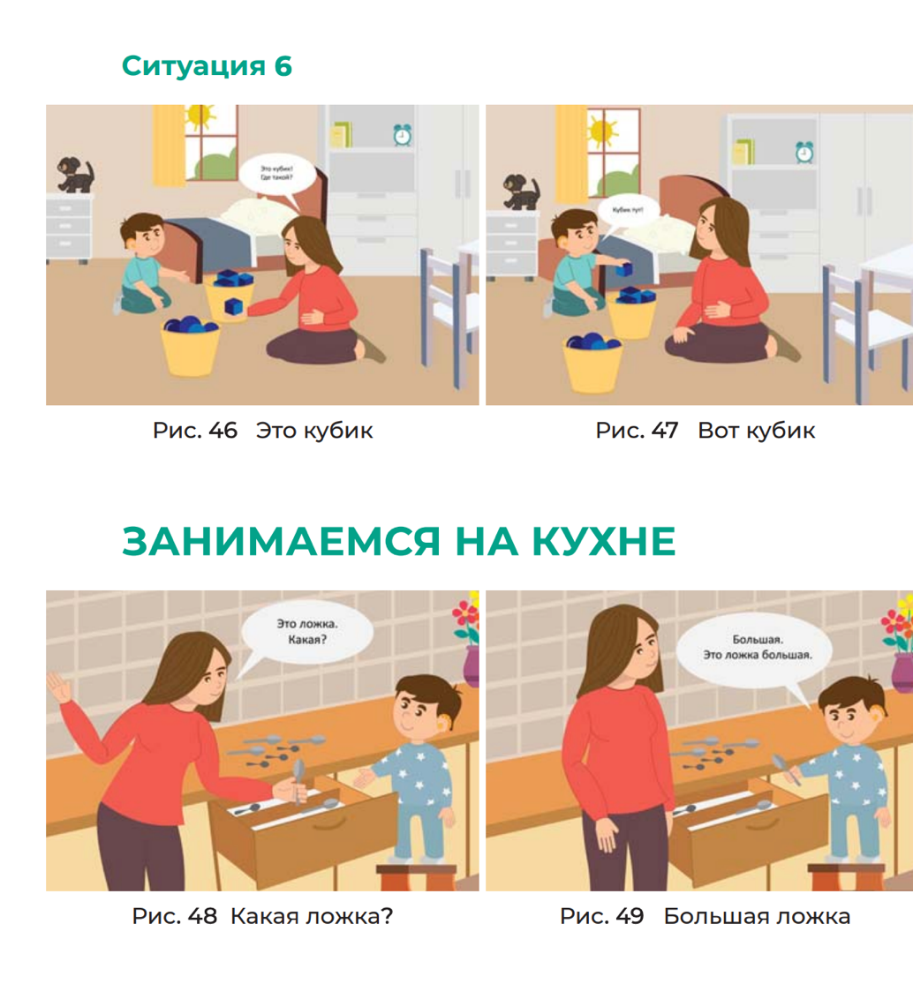 Ситуация 6
Это кубик!
Где такой?
Кубик тут!
Рис. 46 Это кубик
Рис. 47 Вот кубик
ЗАНИМАЕМСЯ НА КУХНЕ
Это ложка.
Какая?
Большая.
Это ложка большая.
Рис. 48 Какая ложка?
Рис. 49 Большая ложка